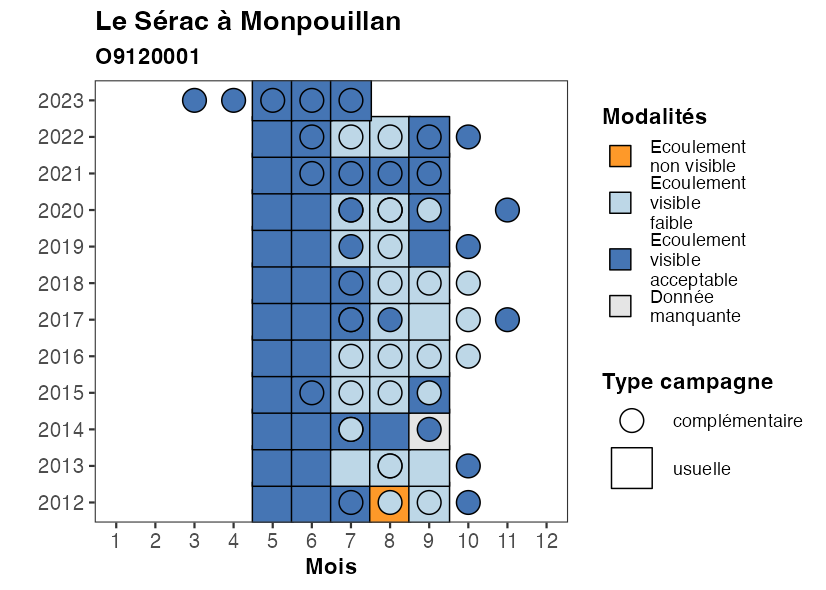 Le Sérac à Monpouillan
O9120001
2023
2022
2021
2020
2019
2018
2017
2016
2015
2014
2013
2012
1 2 3 4 5 6 7 8 9 10 11 12
Mois
Modalités
Ecoulement
non visible
Ecoulement
visible
faible
Ecoulement
visible
acceptable
Donnée
manquante
Type campagne
complémentaire
usuelle